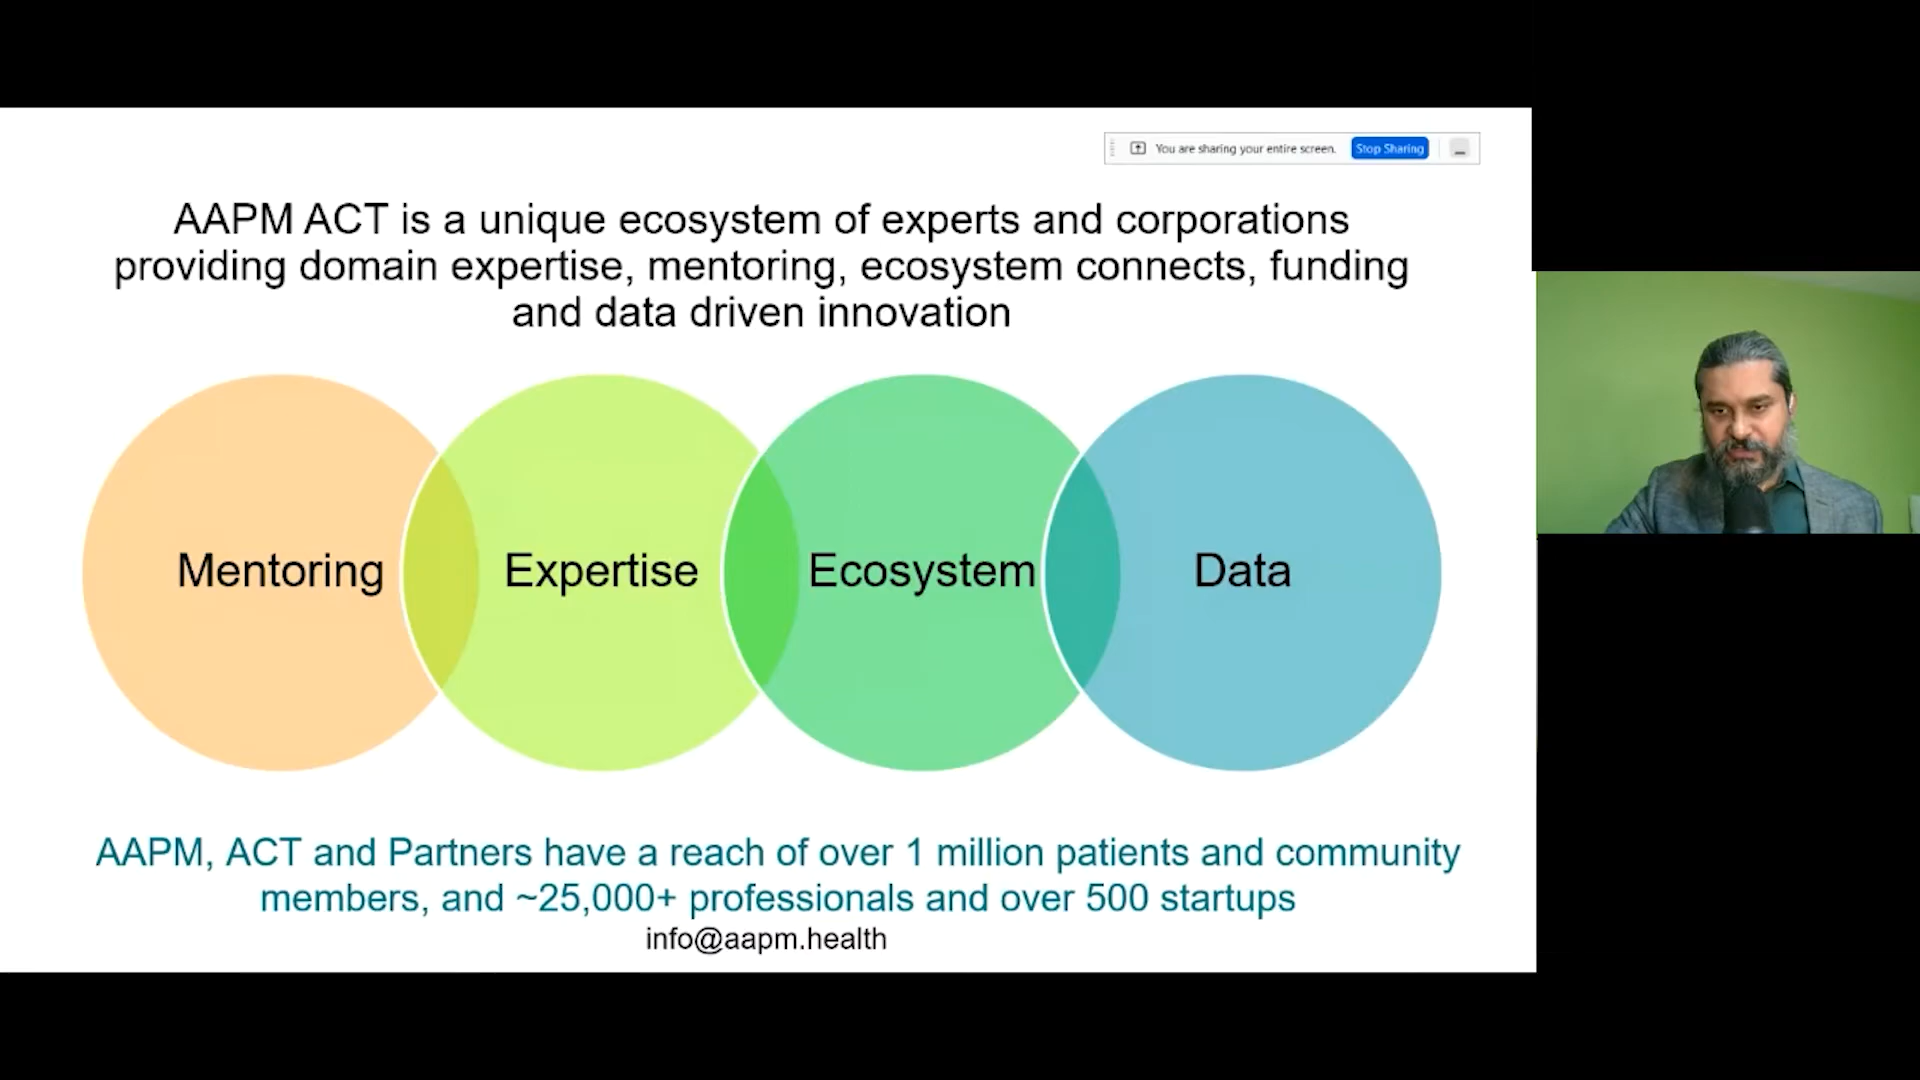 You are sharing your entire screen. Stop Sharing
AAPM ACT is a unique ecosystem of experts and corporations
providing domain expertise, mentoring, ecosystem connects, funding
and data driven innovation
Mentoring Expertise Ecosystem Data
AAPM, ACT and Partners have a reach of over 1 million patients and community
members, and ~25,000+ professionals and over 500 startups
info@aapm.health